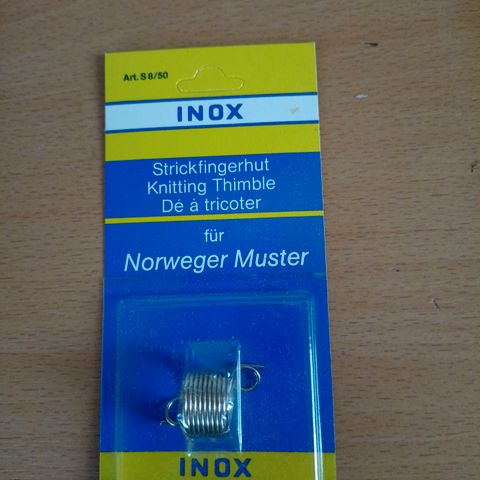 Art. S 8/50
INOX
Strickfingerhut
Knitting Thimble
Dé à tricoter
für
Norweger Muster
INOX